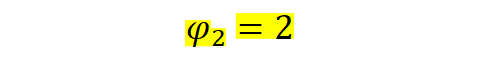 φ₂ = 2